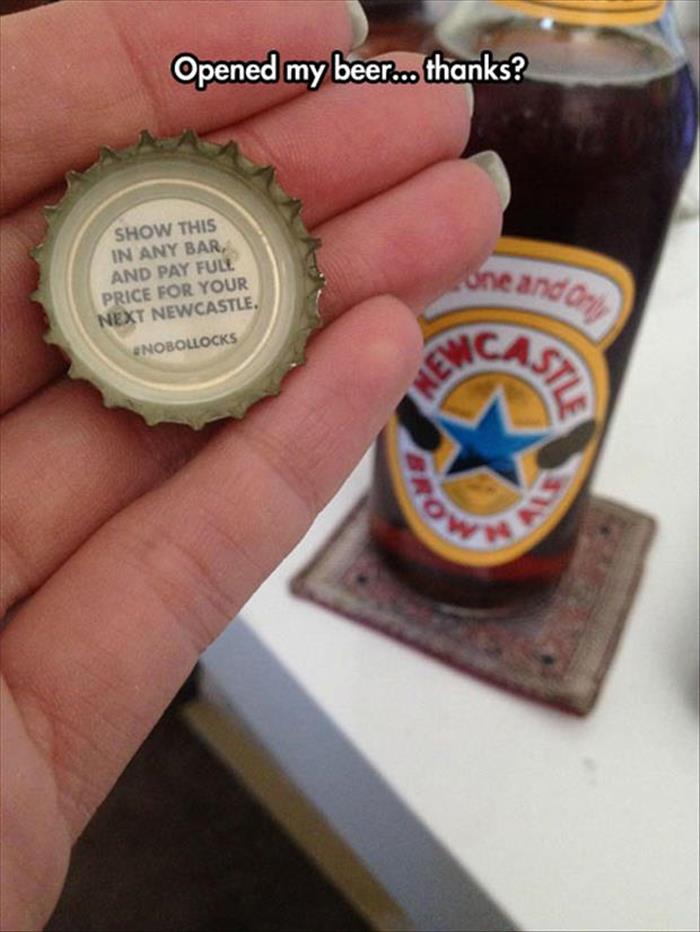 Opened my beer... thanks?
SHOW THIS
IN ANY BAR,
AND PAY FULL
PRICE FOR YOUR
NEXT NEWCASTLE.
#NOBOLLOCKS
One and Only
NEWCASTLE
BROWN ALE